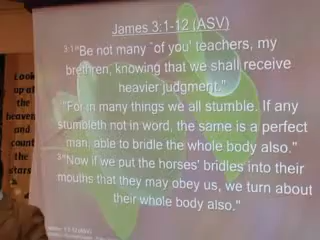 James 3:1-12 (ASV)
3:1 "Be not many `of you' teachers, my
brethren, knowing that we shall receive
heavier judgment."
"For in many things we all stumble. If any
stumbleth not in word, the same is a perfect
man, able to bridle the whole body also."
"Now if we put the horses' bridles into their
mouths that they may obey us, we turn about
their whole body also."
Look
up at
the
heaven
and
count
the
stars